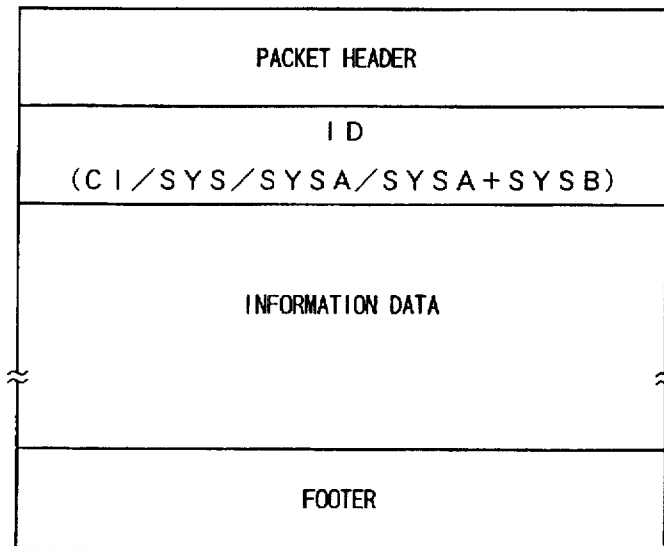 PACKET HEADER
ID
(CI/SYS/SYSA/SYSA+SYSB)
INFORMATION DATA
FOOTER